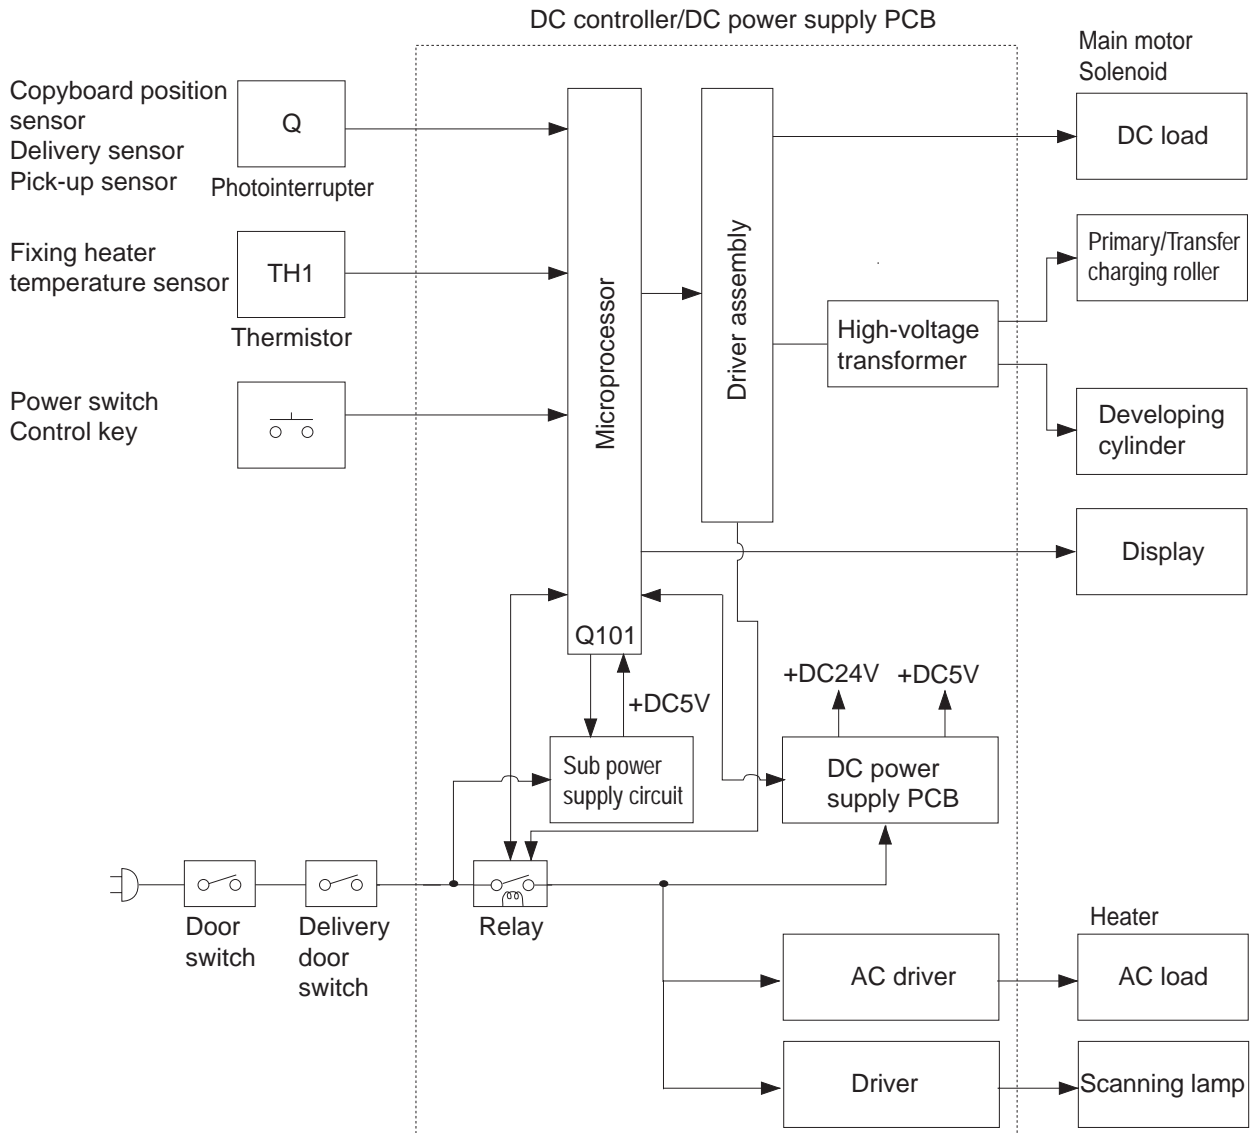 DC controller/DC power supply PCB
Main motor
Solenoid
Copyboard position
sensor
Delivery sensor
Pick-up sensor
Q
Photointerrupter
DC load
Fixing heater
temperature sensor
TH1
Thermistor
Primary/Transfer
charging roller
Microprocessor
Driver assembly
High-voltage
transformer
Power switch
Control key
Developing
cylinder
Display
Q101
+DC5V
+DC24V
+DC5V
Sub power
supply circuit
DC power
supply PCB
Door
switch
Delivery
door
switch
Relay
Heater
AC driver
AC load
Driver
Scanning lamp